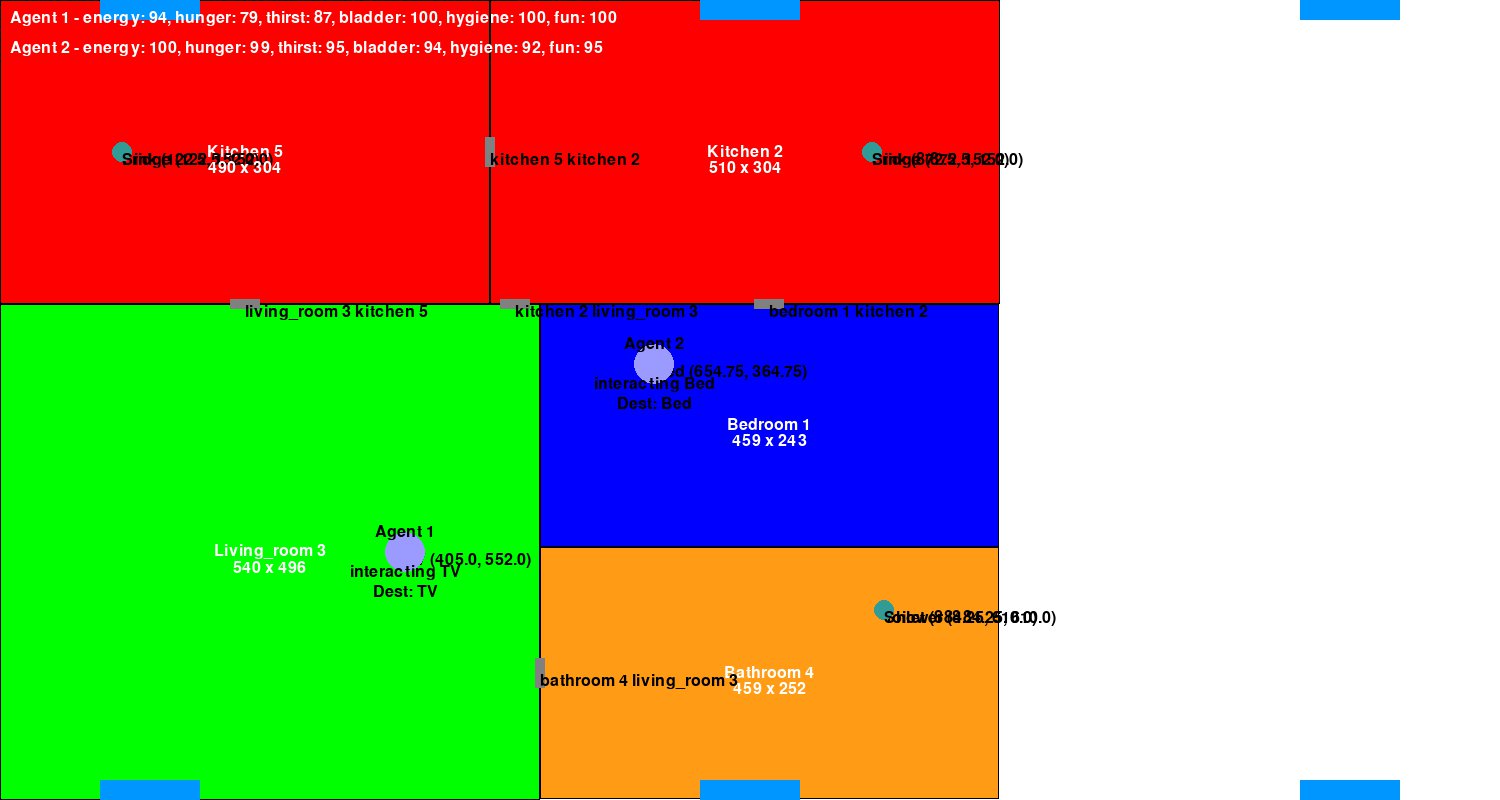 Agent 1 - energy: 94, hunger: 79, thirst: 87, bladder: 100, hygiene: 100, fun: 100
Agent 2 - energy: 100, hunger: 99, thirst: 95, bladder: 94, hygiene: 92, fun: 95
Kitchen 5
490 x 304
kitchen 5 kitchen 2
Kitchen 2
510 x 304
living_room 3 kitchen 5
kitchen 2 living_room 3
bedroom 1 kitchen 2
Agent 2
(654.75, 364.75)
interacting Bed
Dest: Bed
Bedroom 1
459 x 243
Agent 1
(405.0, 552.0)
interacting TV
Dest: TV
Living_room 3
540 x 496
Bathroom 4
459 x 252
bathroom 4 living_room 3